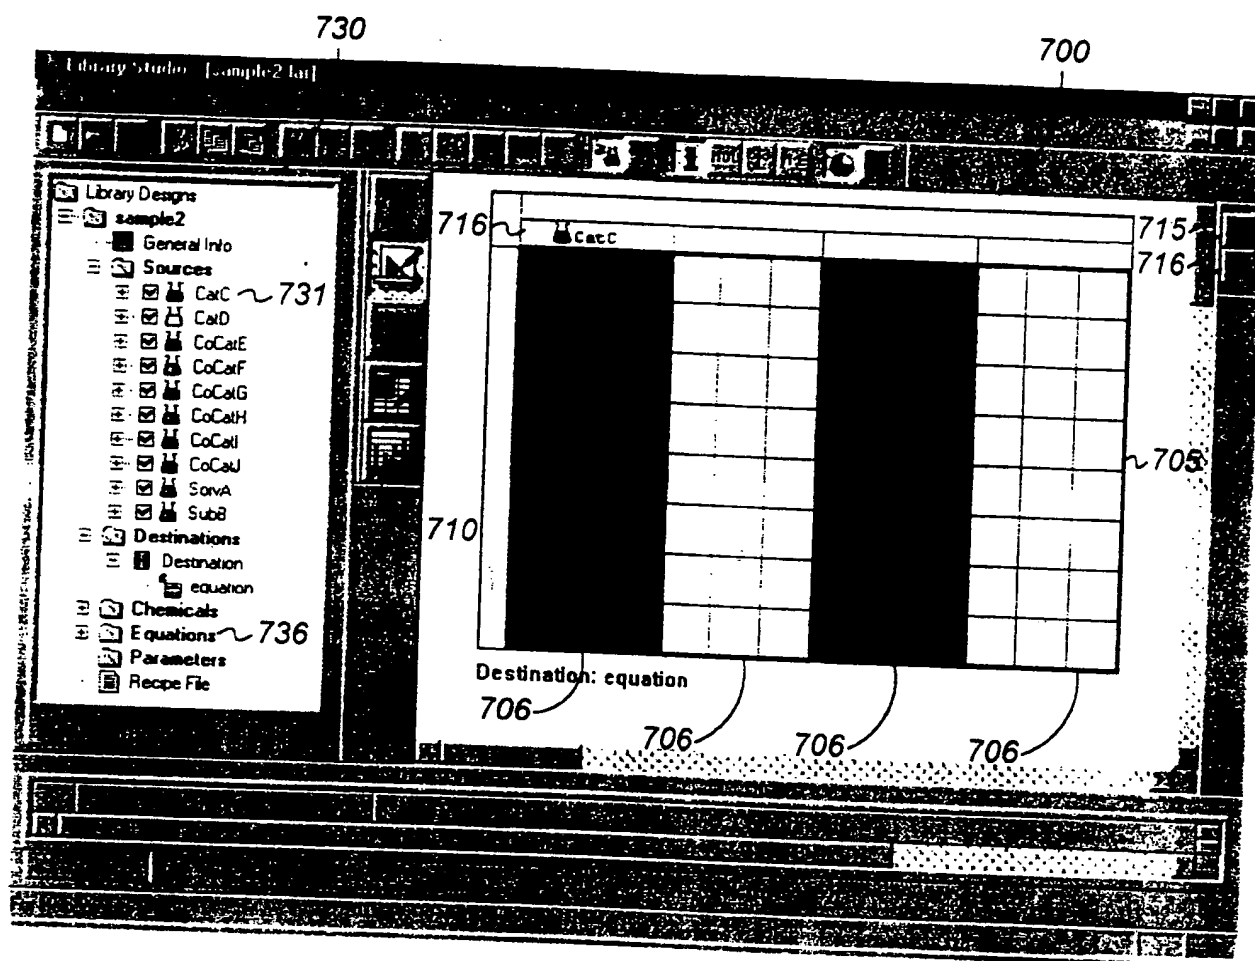 730
700
Library Studio - [sample2.lar]
Library Designs
sample2
General Info
Sources
CatC 731
CatD
CoCatE
CoCatF
CoCatG
CoCatH
CoCatI
CoCatJ
SorvA
SubB
Destinations
Destination
equation
Chemicals
Equations 736
Parameters
Recipe File
716
CatC
715
716
705
710
Destination: equation
706
706
706
706